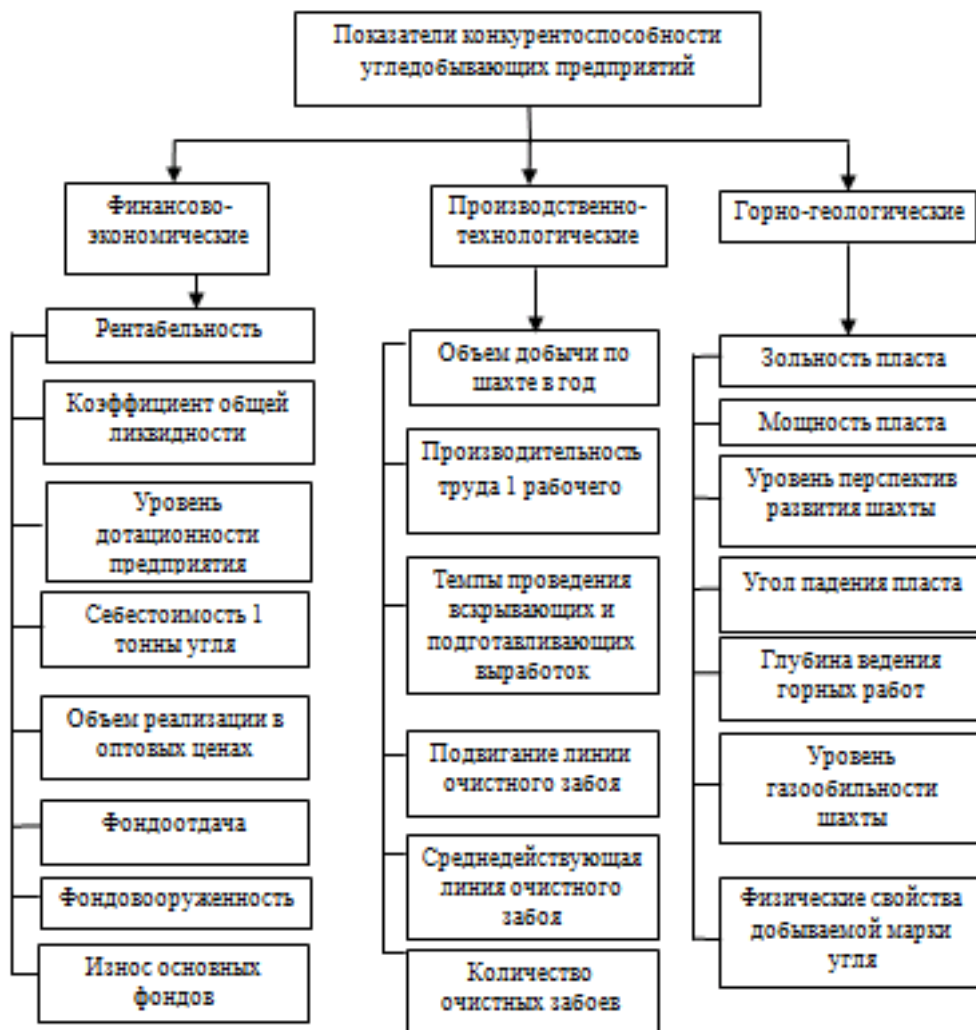 Показатели конкурентоспособности
угледобывающих предприятий
Финансово-
экономические
Рентабельность
Коэффициент общей
ликвидности
Уровень
дотационности
предприятия
Себестоимость 1
тонны угля
Объем реализации в
оптовых ценах
Фондоотдача
Фондовооруженность
Износ основных
фондов
Производственно-
технологические
Объем добычи по
шахте в год
Производительность
труда 1 рабочего
Темпы проведения
вскрывающих и
подготавливающих
выработок
Подвигание линии
очистного забоя
Среднедействующая
линия очистного
забоя
Количество
очистных забоев
Горно-геологические
Зольность пласта
Мощность пласта
Уровень перспектив
развития шахты
Угол падения пласта
Глубина ведения
горных работ
Уровень
газообильности
шахты
Физические свойства
добываемой марки
угля